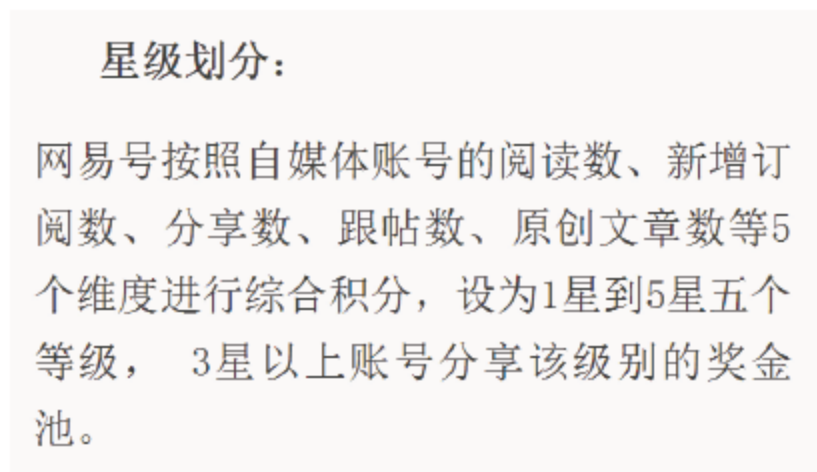 星级划分：
网易号按照自媒体账号的阅读数、新增订
阅数、分享数、跟帖数、原创文章数等5
个维度进行综合积分，设为1星到5星五个
等级， 3星以上账号分享该级别的奖金
池。